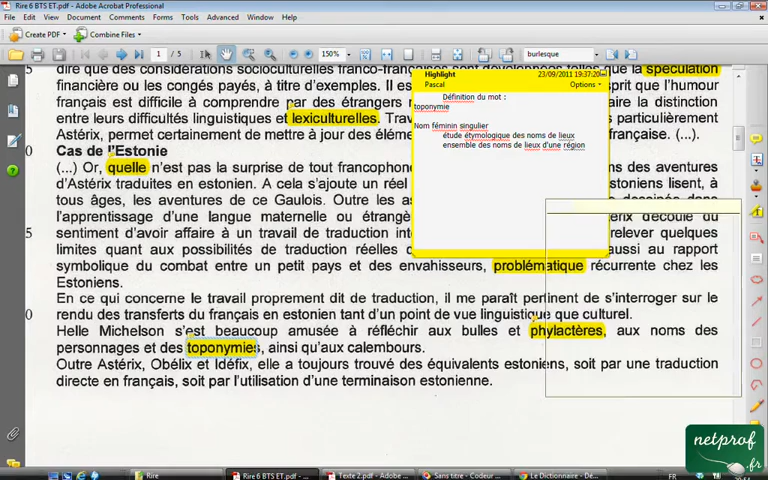 Rire 6 BTS ET.pdf - Adobe Acrobat Professional
File Edit View Document Comments Forms Tools Advanced Window Help
Create PDF Combine Files
1 / 5 150% burlesque
dire que des considérations socioculturelles franco-fran spéculation
financière ou les congés payés, à titre d'exemples. Il es sent que l'humour
français est difficile à comprendre par des étrangers re la distinction
entre leurs difficultés linguistiques et lexiculturelles. Trav particulièrement
Astérix, permet certainement de mettre à jour des élém française. (...).
Cas de l'Estonie
(...) Or, quelle n'est pas la surprise de tout francophone des aventures
d'Astérix traduites en estonien. A cela s'ajoute un réel stoniens lisent, à
tous âges, les aventures de ce Gaulois. Outre les as
l'apprentissage d'une langue maternelle ou étrang rix découle du
sentiment d'avoir affaire à un travail de traduction int relever quelques
limites quant aux possibilités de traduction réelles aussi au rapport
symbolique du combat entre un petit pays et des envahisseurs, problématique récurrente chez les
Estoniens.
En ce qui concerne le travail proprement dit de traduction, il me paraît pertinent de s'interroger sur le
rendu des transferts du français en estonien tant d'un point de vue linguistique que culturel.
Helle Michelson s'est beaucoup amusée à réfléchir aux bulles et phylactères, aux noms des
personnages et des toponymies, ainsi qu'aux calembours.
Outre Astérix, Obélix et Idéfix, elle a toujours trouvé des équivalents estoniens, soit par une traduction
directe en français, soit par l'utilisation d'une terminaison estonienne.
Highlight 23/09/2011 19:37:20
Pascal Options
Définition du mot :
toponymie
Nom féminin singulier
étude étymologique des noms de lieux
ensemble des noms de lieux d'une région
netprof
.fr
Rire Rire 6 BTS ET.pdf - ... Texte 2.pdf - Adobe ... Sans titre - Codeur ... Le Dictionnaire - Dé... FR